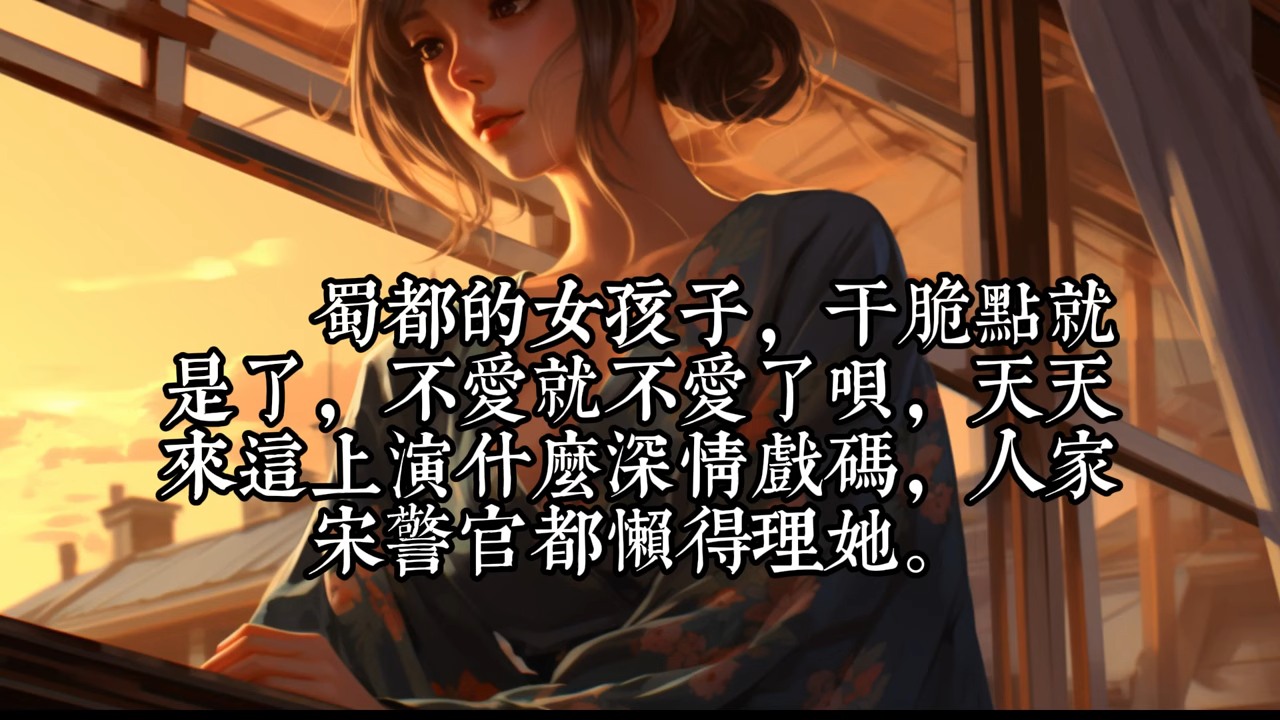 蜀都的女孩子，干脆點就
是了，不愛就不愛了唄，天天
來這上演什麼深情戲碼，人家
宋警官都懶得理她。